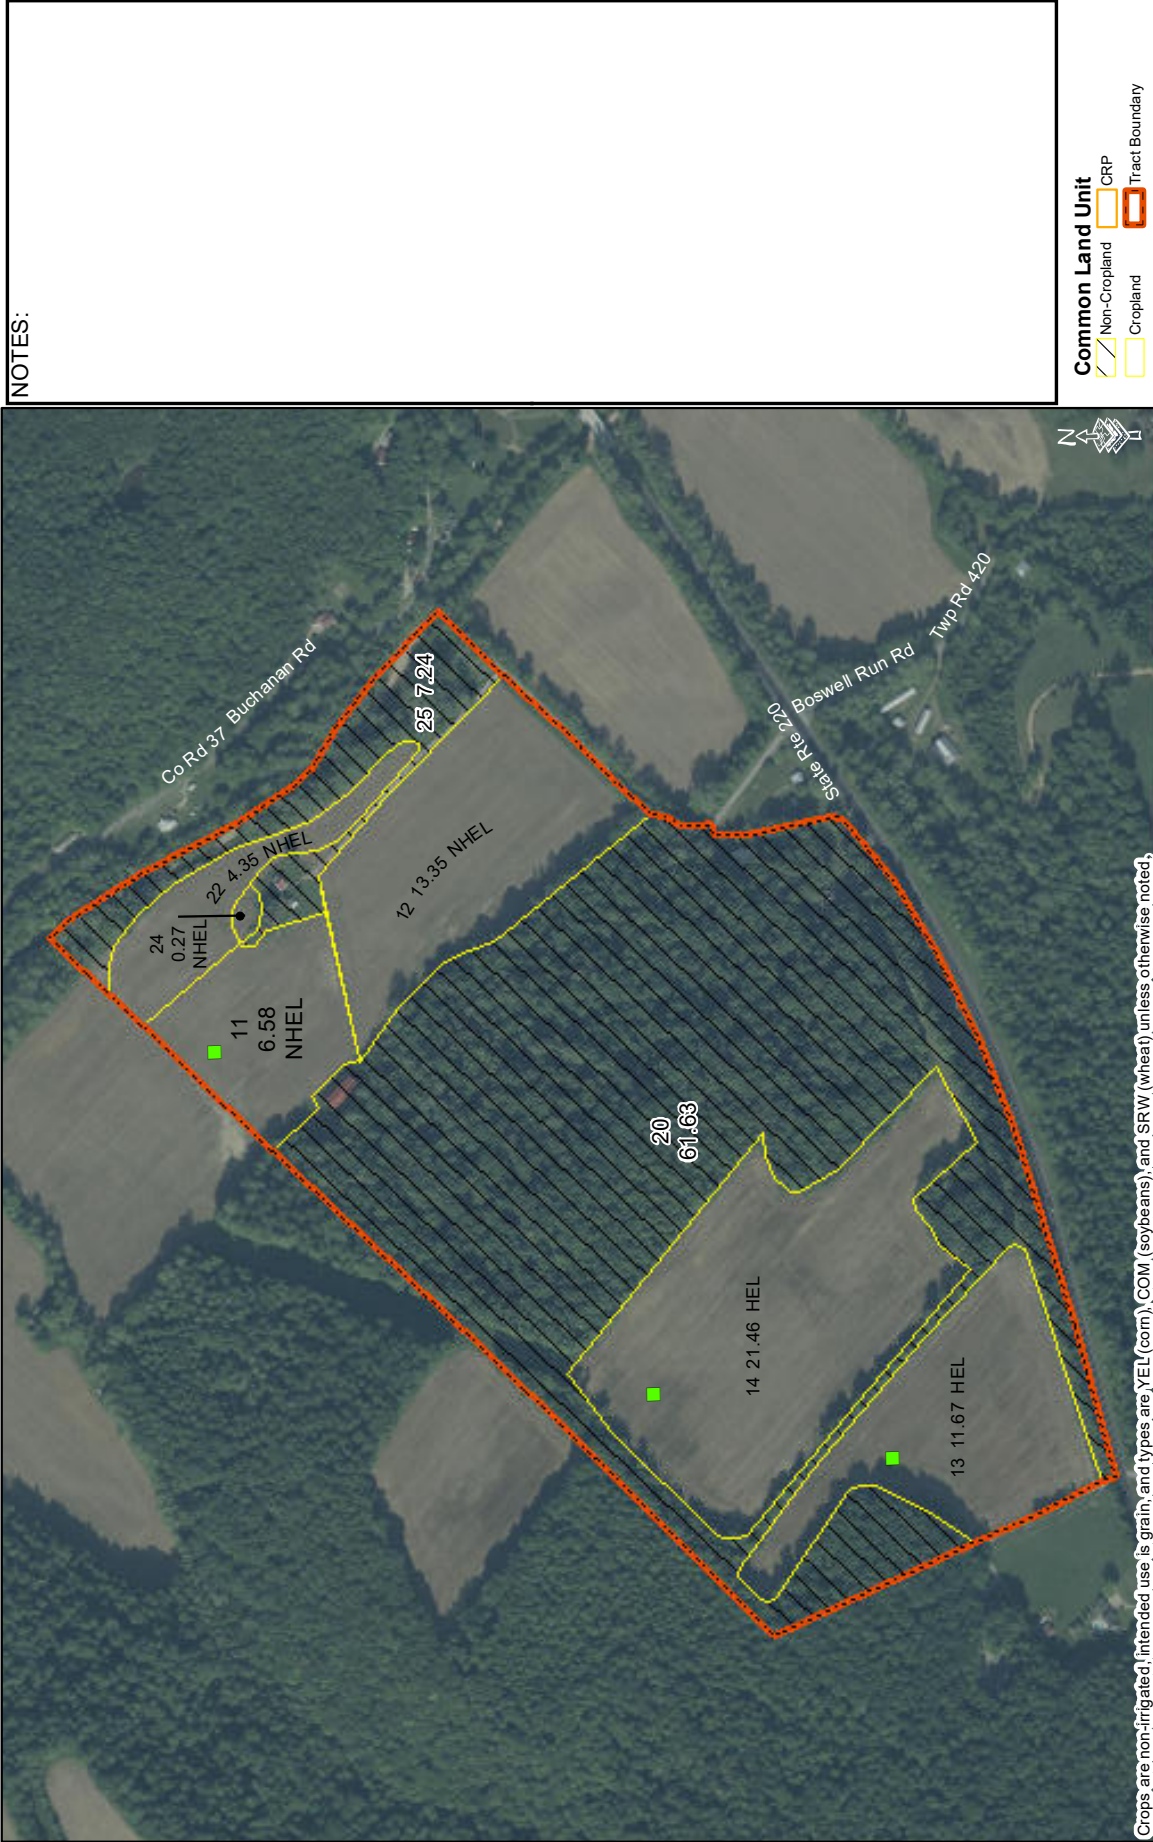 NOTES:
Co Rd 37 Buchanan Rd
24
0.27
NHEL
22 4.35 NHEL
25 7.24
11
6.58
NHEL
12 13.35 NHEL
Twp Rd 420
Boswell Run Rd
State Rte 220
20
61.63
14 21.46 HEL
13 11.67 HEL
N
Common Land Unit
Non-Cropland
CRP
Cropland
Tract Boundary
Crops are non-irrigated, intended use is grain, and types are YEL (corn), COM (soybeans), and SRW (wheat) unless otherwise noted,